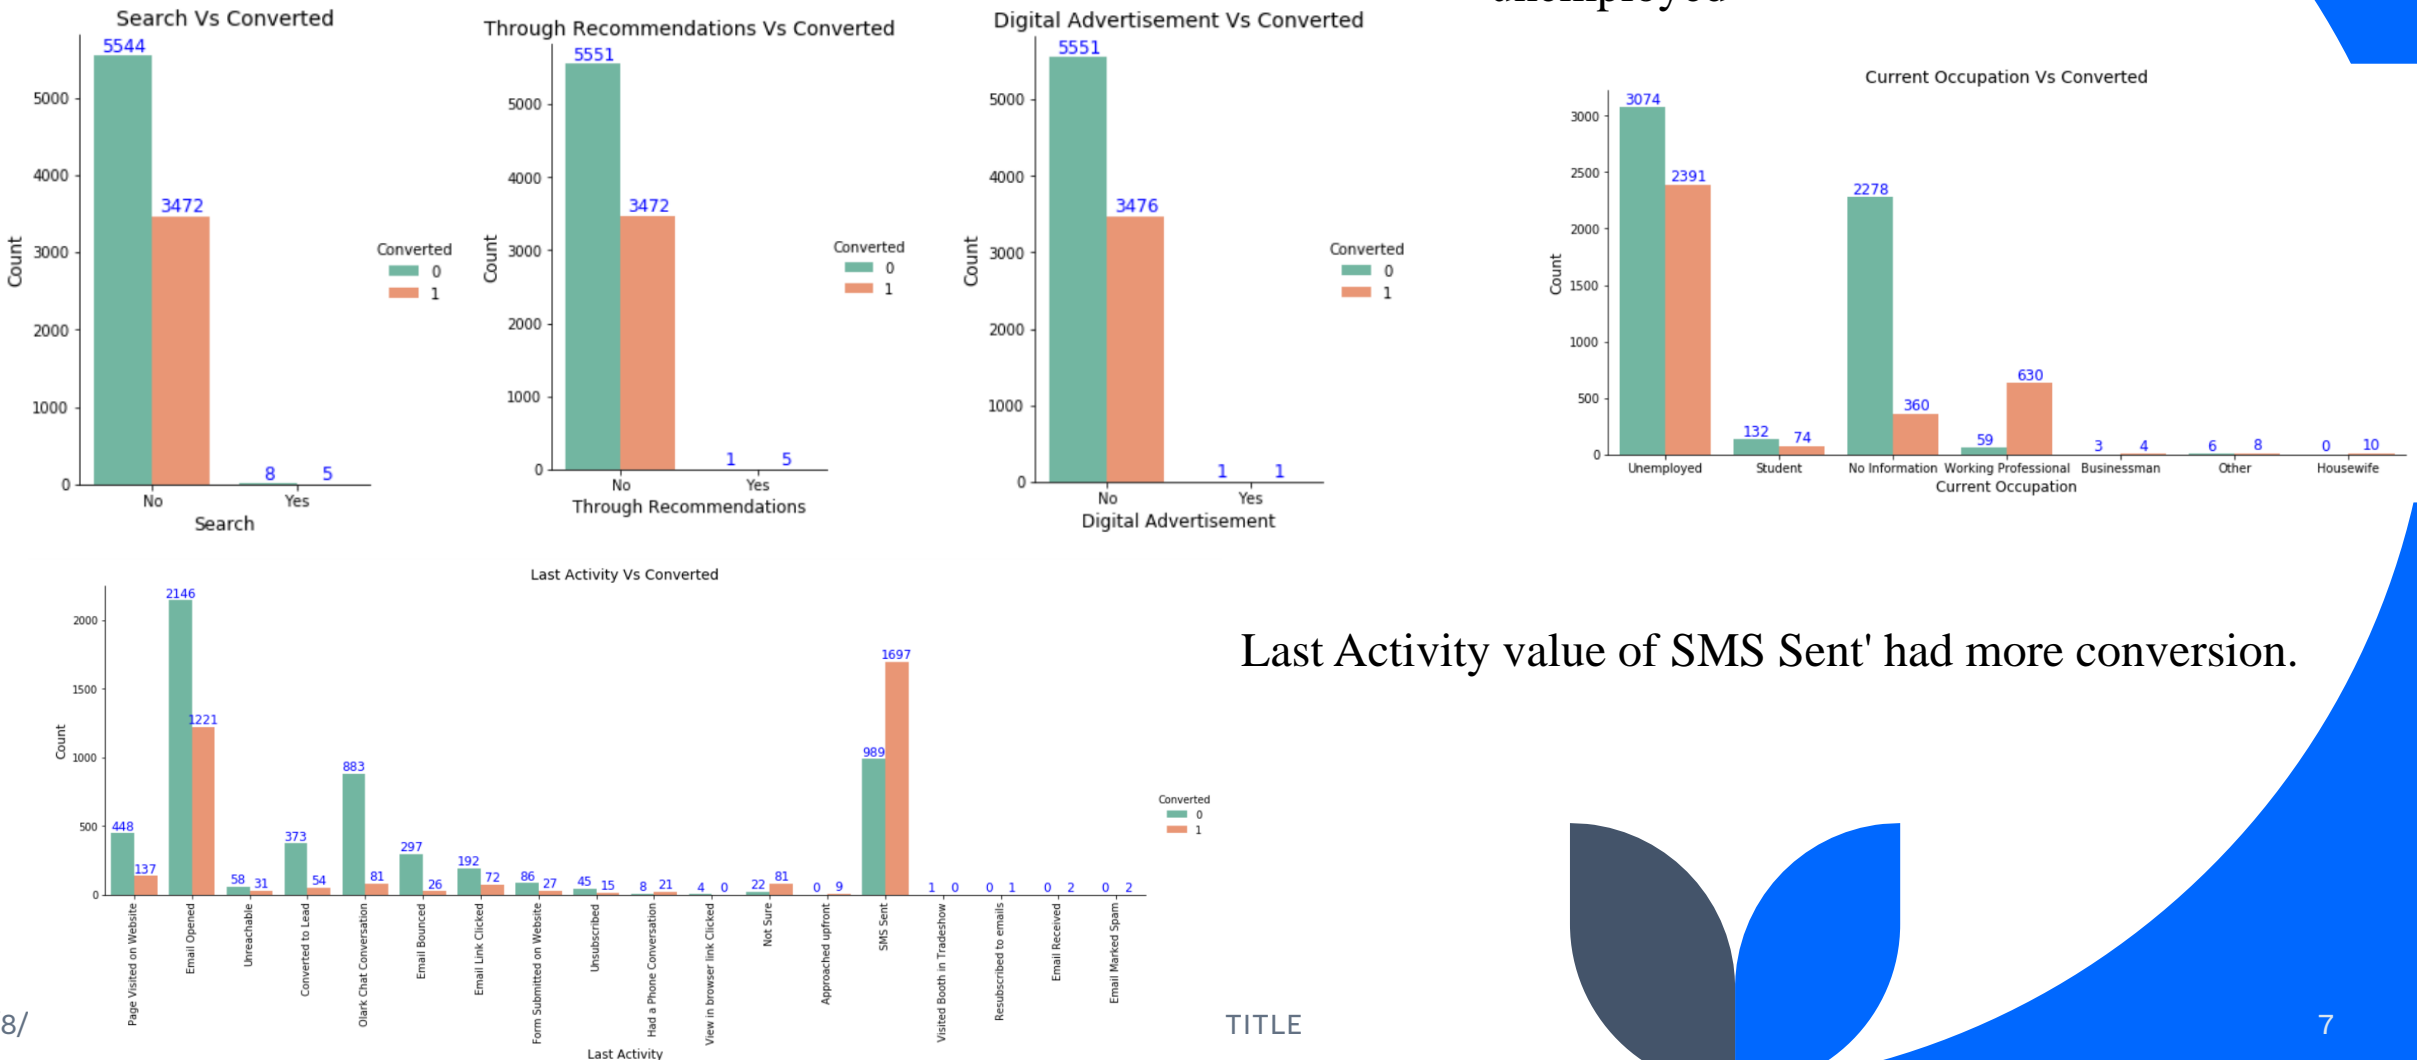 unemployed
Search Vs Converted
5544
3472
8
5
5000
4000
3000
2000
1000
0
Count
No
Yes
Search
Converted
0
1
Through Recommendations Vs Converted
5551
3472
1
5
5000
4000
3000
2000
1000
0
Count
No
Yes
Through Recommendations
Converted
0
1
Digital Advertisement Vs Converted
5551
3476
1
1
5000
4000
3000
2000
1000
0
Count
No
Yes
Digital Advertisement
Converted
0
1
Current Occupation Vs Converted
3074
2391
132
74
2278
360
59
630
3
4
6
8
0
10
3000
2500
2000
1500
1000
500
0
Count
Unemployed
Student
No Information
Working Professional
Businessman
Other
Housewife
Current Occupation
Last Activity Vs Converted
448
137
2146
1221
58
31
373
54
883
81
297
26
192
72
86
27
45
15
8
21
4
0
22
81
0
9
989
1697
1
0
0
1
0
2
0
2
2000
1500
1000
500
0
Count
Page Visited on Website
Email Opened
Unreachable
Converted to Lead
Olark Chat Conversation
Email Bounced
Email Link Clicked
Form Submitted on Website
Unsubscribed
Had a Phone Conversation
View in browser link Clicked
Not Sure
Approached upfront
SMS Sent
Visited Booth in Tradeshow
Resubscribed to emails
Email Received
Email Marked Spam
Last Activity
Converted
0
1
Last Activity value of SMS Sent' had more conversion.
8/
TITLE
7